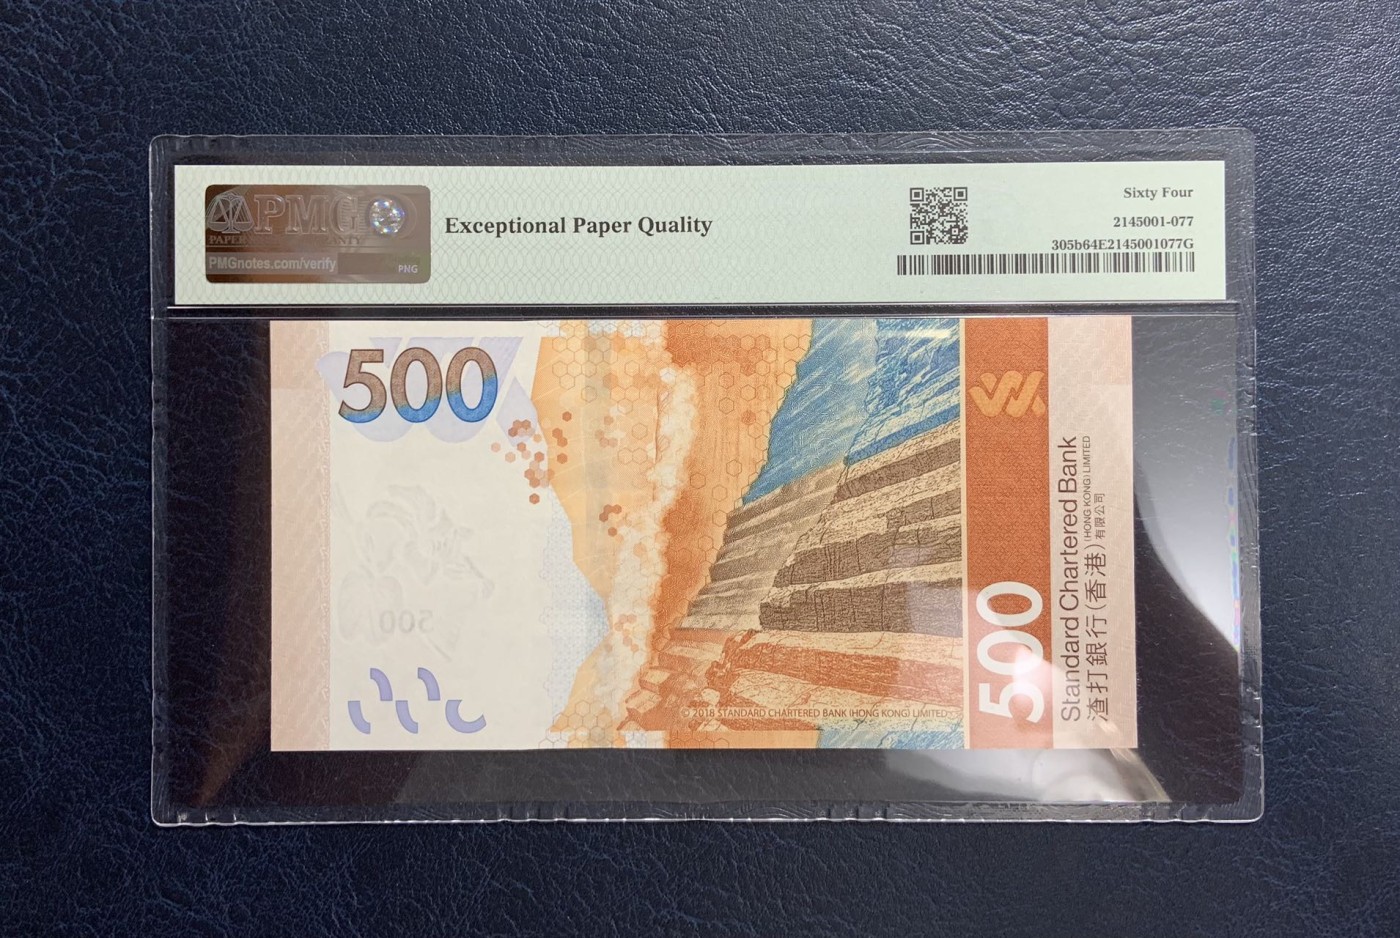 PMG
PMGnotes.com/verify
PNG
Exceptional Paper Quality
Sixty Four
2145001-077
305b64E2145001077G
500
500
500
Standard Chartered Bank
(HONG KONG) LIMITED
渣打銀行(香港)有限公司
© 2018 STANDARD CHARTERED BANK (HONG KONG) LIMITED